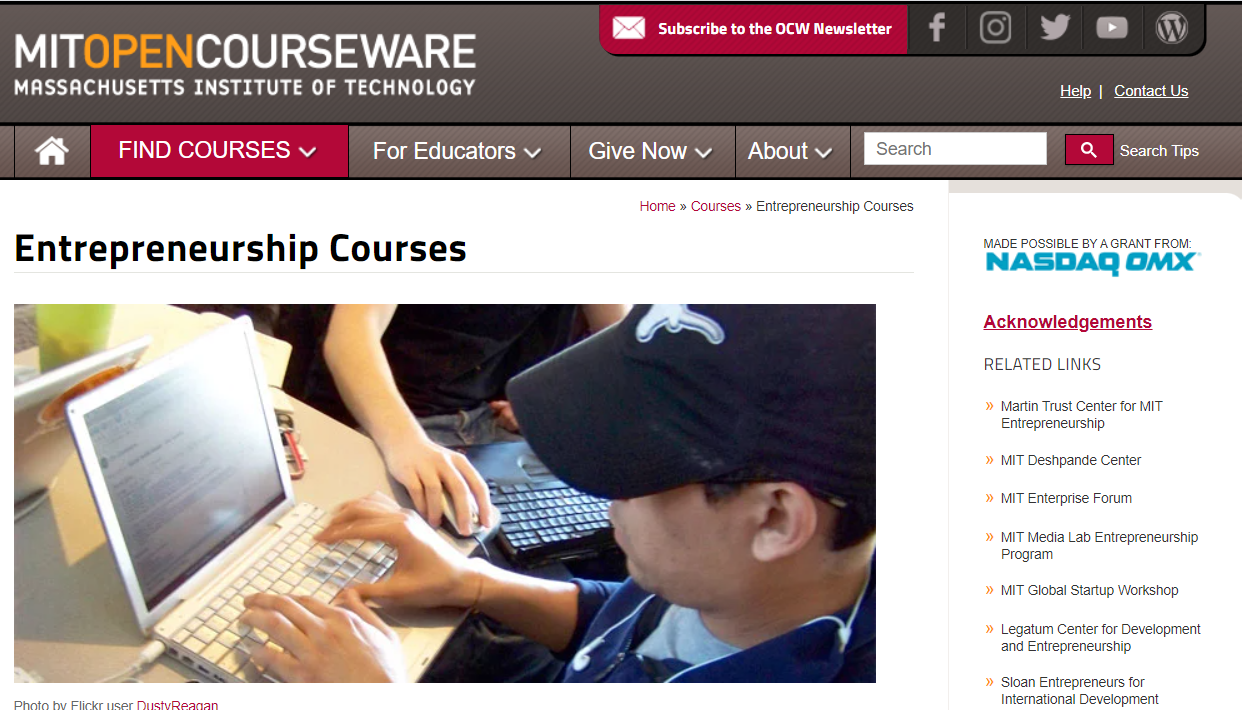 MITOPENCOURSEWARE
MASSACHUSETTS INSTITUTE OF TECHNOLOGY
Subscribe to the OCW Newsletter
Help | Contact Us
FIND COURSES
For Educators
Give Now
About
Search
Search Tips
Home » Courses » Entrepreneurship Courses
Entrepreneurship Courses
Photo by Flickr user DustyReagan
MADE POSSIBLE BY A GRANT FROM:
NASDAQ OMX
Acknowledgements
RELATED LINKS
» Martin Trust Center for MIT
Entrepreneurship
» MIT Deshpande Center
» MIT Enterprise Forum
» MIT Media Lab Entrepreneurship
Program
» MIT Global Startup Workshop
» Legatum Center for Development
and Entrepreneurship
» Sloan Entrepreneurs for
International Development